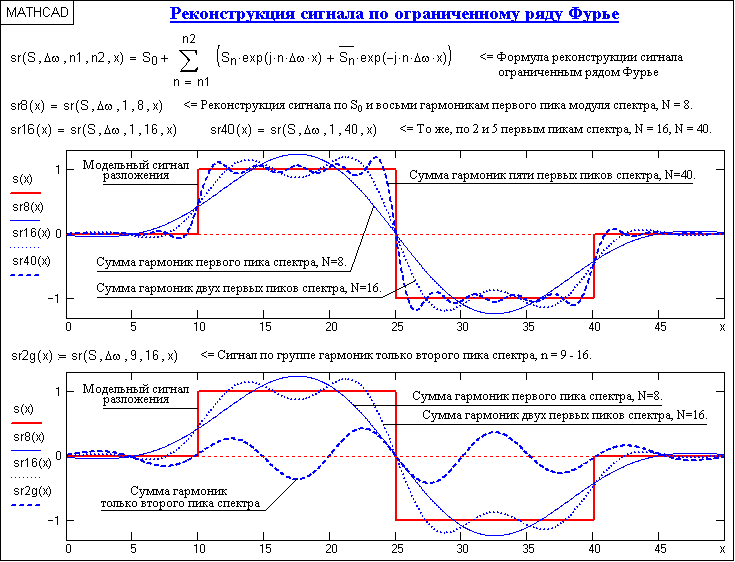 MATHCAD
Реконструкция сигнала по ограниченному ряду Фурье
sr(S, Δω, n1, n2, x) = S₀ + ∑ n = n1 n2 (Sₙ·exp(j·n·Δω·x) + S̅ₙ·exp(−j·n·Δω·x))
<= Формула реконструкции сигнала
ограниченным рядом Фурье
sr8(x) = sr(S, Δω, 1, 8, x) <= Реконструкция сигнала по S₀ и восьми гармоникам первого пика модуля спектра, N = 8.
sr16(x) = sr(S, Δω, 1, 16, x) sr40(x) = sr(S, Δω, 1, 40, x) <= То же, по 2 и 5 первым пикам спектра, N = 16, N = 40.
Модельный сигнал
разложения
Сумма гармоник пяти первых пиков спектра, N=40.
Сумма гармоник первого пика спектра, N=8.
Сумма гармоник двух первых пиков спектра, N=16.
s(x)
sr8(x)
sr16(x)
sr40(x)
1
0
−1
0 5 10 15 20 25 30 35 40 45 x
sr2g(x) := sr(S, Δω, 9, 16, x) <= Сигнал по группе гармоник только второго пика спектра, n = 9 - 16.
Модельный сигнал
разложения
Сумма гармоник первого пика спектра, N=8.
Сумма гармоник двух первых пиков спектра, N=16.
Сумма гармоник
только второго пика спектра
s(x)
sr8(x)
sr16(x)
sr2g(x)
1
0
−1
0 5 10 15 20 25 30 35 40 45 x